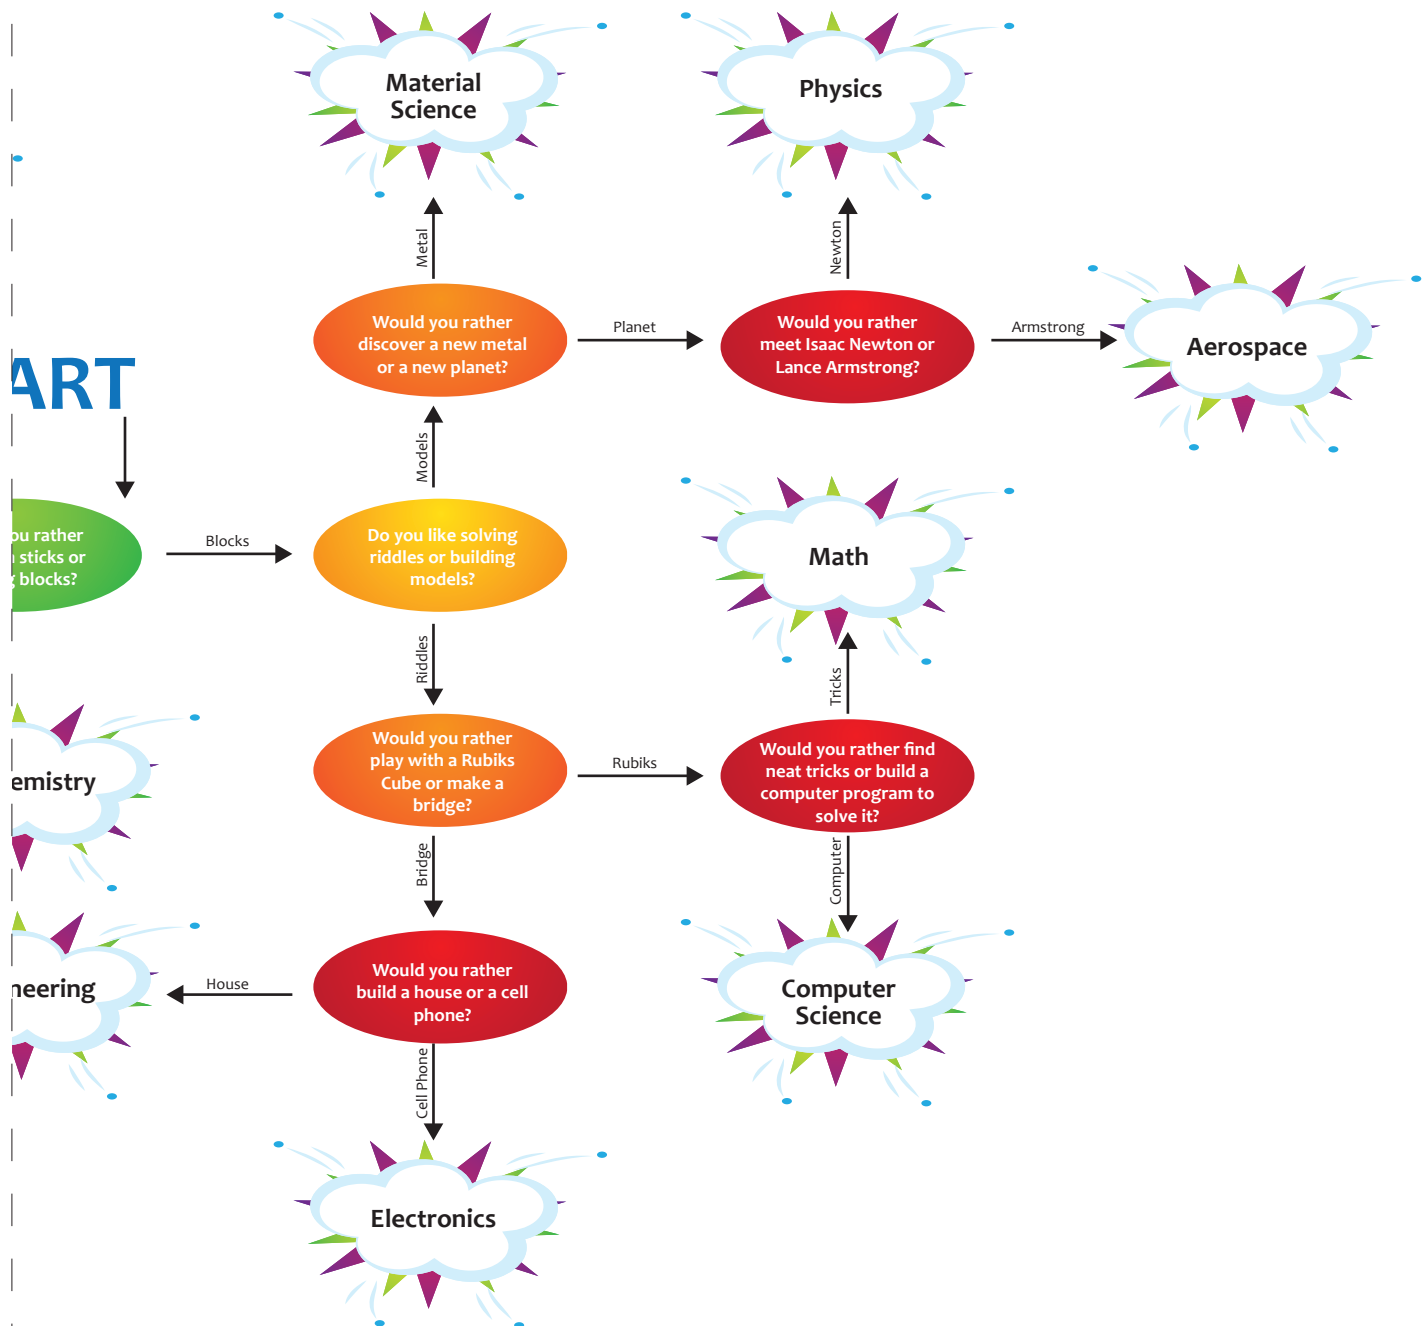 Material
Science
Physics
Metal
Newton
Would you rather
discover a new metal
or a new planet?
Planet
Would you rather
meet Isaac Newton or
Lance Armstrong?
Armstrong
Aerospace
ART
Models
ou rather
sticks or
blocks?
Blocks
Do you like solving
riddles or building
models?
Math
Riddles
Tricks
emistry
Would you rather
play with a Rubiks
Cube or make a
bridge?
Rubiks
Would you rather find
neat tricks or build a
computer program to
solve it?
Bridge
Computer
neering
House
Would you rather
build a house or a cell
phone?
Computer
Science
Cell Phone
Electronics